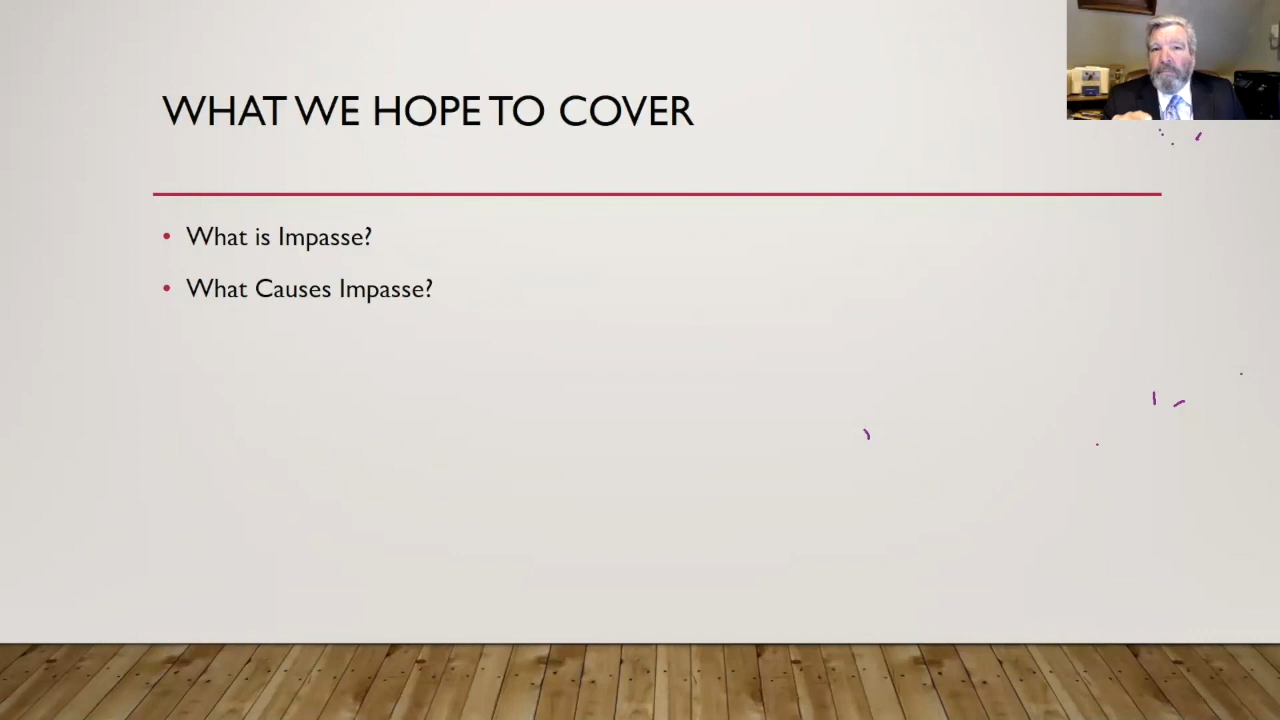 WHAT WE HOPE TO COVER
• What is Impasse?
• What Causes Impasse?